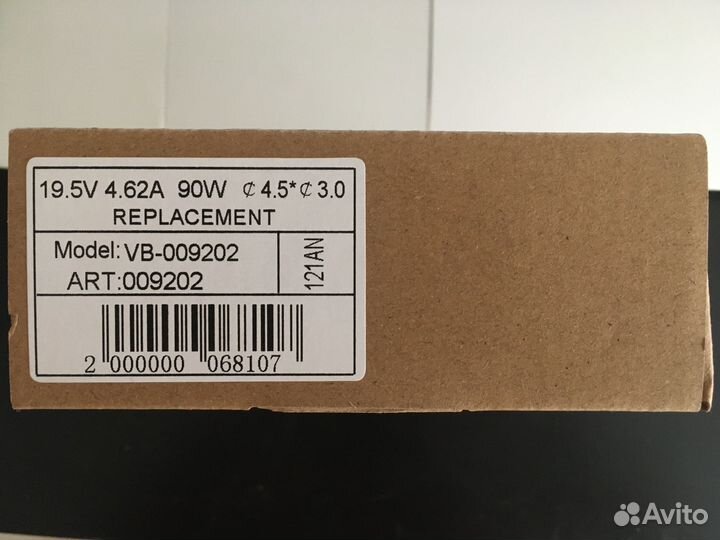 19.5V 4.62A 90W ₵ 4.5*₵ 3.0
REPLACEMENT
Model: VB-009202
ART:009202
121AN
2 000000 068107
Avito